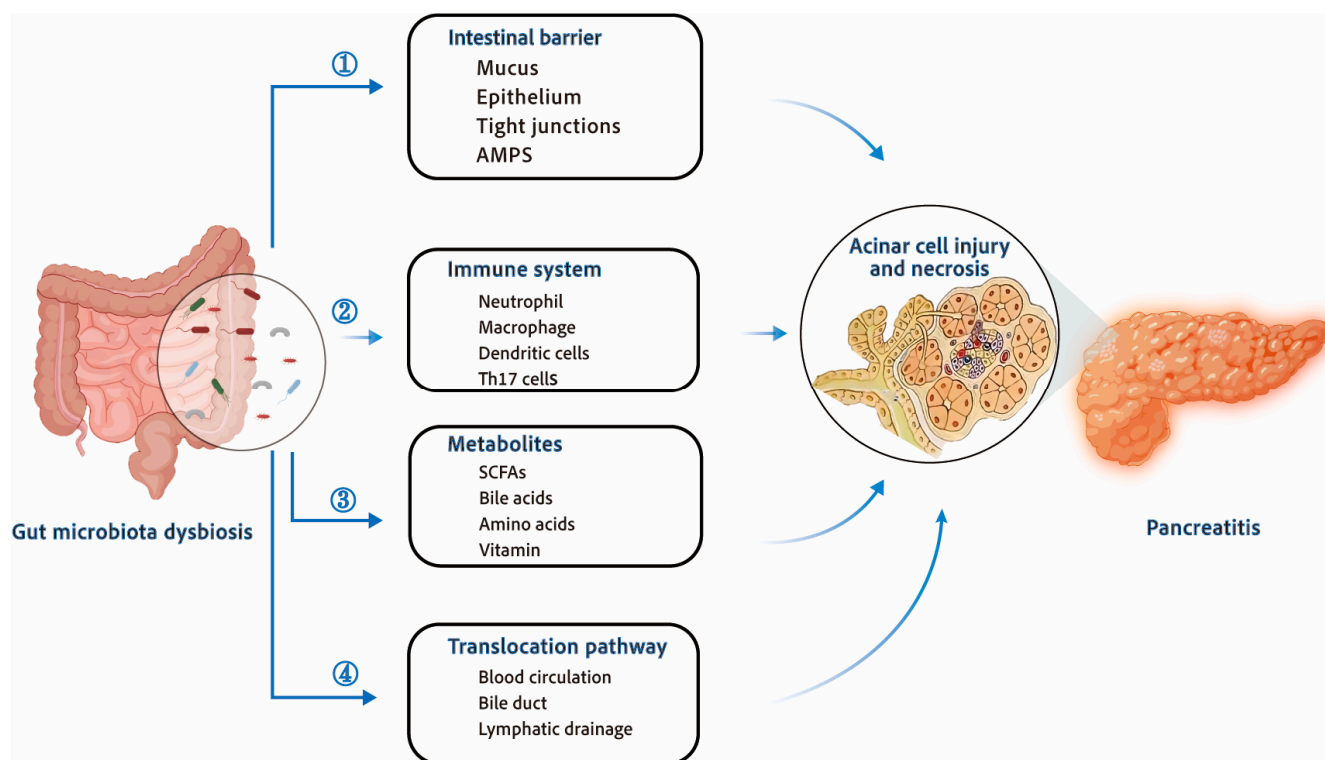 ①
Intestinal barrier
Mucus
Epithelium
Tight junctions
AMPS
②
Immune system
Neutrophil
Macrophage
Dendritic cells
Th17 cells
③
Metabolites
SCFAs
Bile acids
Amino acids
Vitamin
④
Translocation pathway
Blood circulation
Bile duct
Lymphatic drainage
Gut microbiota dysbiosis
Acinar cell injury
and necrosis
Pancreatitis